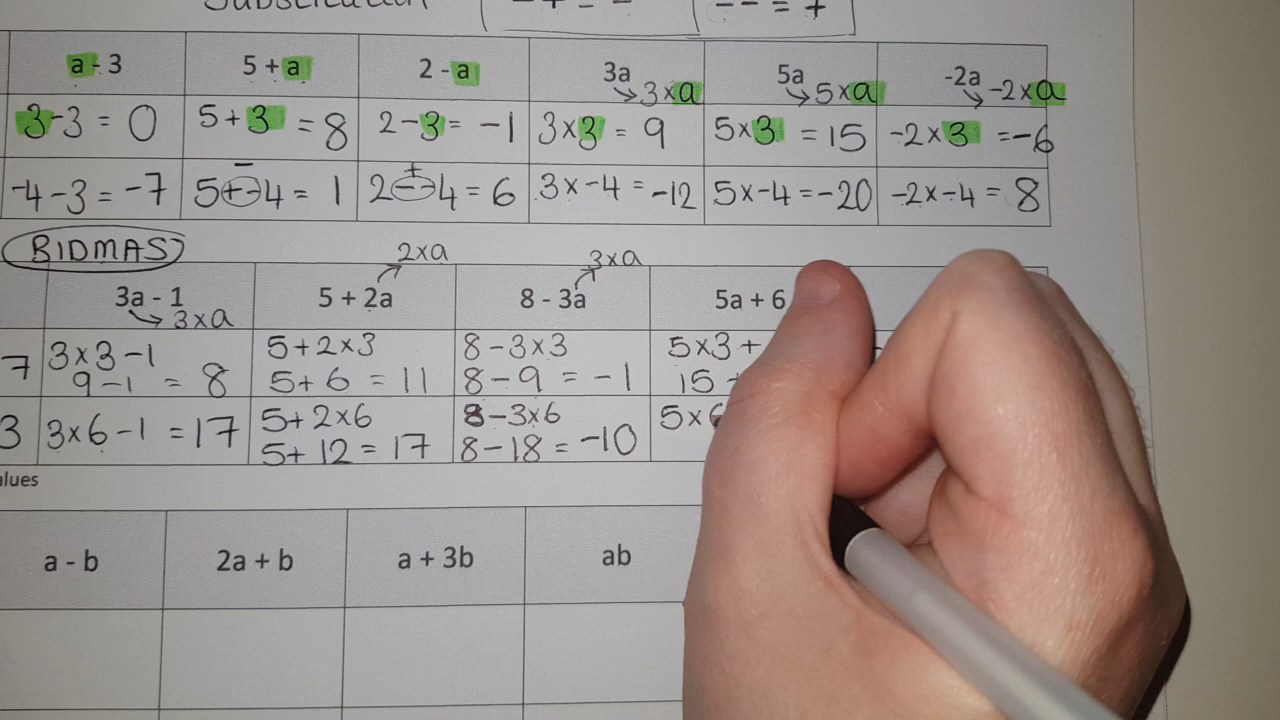 - - = +
a - 3 5 + a 2 - a 3a 5a -2a
→ 3 × a → 5 × a → -2 × a
3 - 3 = 0 5 + 3 = 8 2 - 3 = -1 3 × 3 = 9 5 × 3 = 15 -2 × 3 = -6
- +
-4 - 3 = -7 5 + - 4 = 1 2 - - 4 = 6 3 × -4 = -12 5 × -4 = -20 -2 × -4 = 8
BIDMAS 2×a 3×a
3a - 1 5 + 2a 8 - 3a 5a + 6
→ 3×a
7 3×3-1 5+2×3 8-3×3 5×3+
9-1 = 8 5+6 = 11 8-9 = -1 15
3 3×6-1 = 17 5+2×6 8-3×6 5×6
5+12 = 17 8-18 = -10
a - b 2a + b a + 3b ab